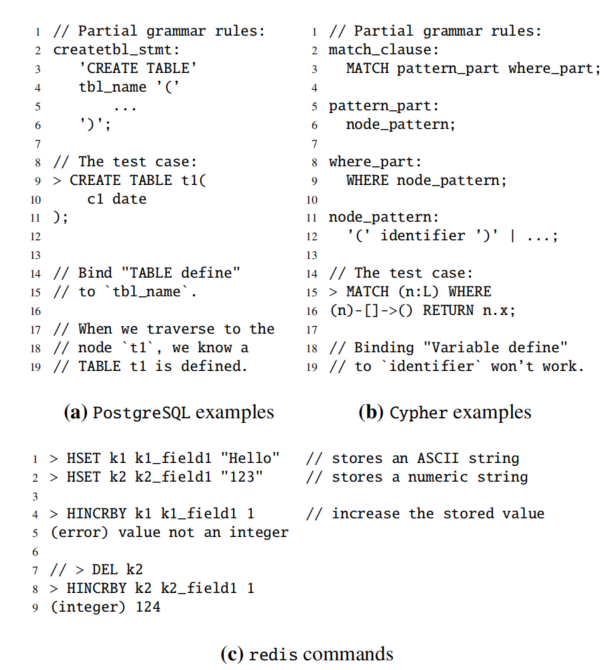 1 // Partial grammar rules:
2 createtbl_stmt:
3 'CREATE TABLE'
4 tbl_name '('
5 ...
6 ')';
7
8 // The test case:
9 > CREATE TABLE t1(
10 c1 date
11 );
12
13
14 // Bind "TABLE define"
15 // to `tbl_name`.
16
17 // When we traverse to the
18 // node `t1`, we know a
19 // TABLE t1 is defined.
(a) PostgreSQL examples
1 // Partial grammar rules:
2 match_clause:
3 MATCH pattern_part where_part;
4
5 pattern_part:
6 node_pattern;
7
8 where_part:
9 WHERE node_pattern;
10
11 node_pattern:
12 '(' identifier ')' | ...;
13
14 // The test case:
15 > MATCH (n:L) WHERE
16 (n)-[]->() RETURN n.x;
17
18 // Binding "Variable define"
19 // to `identifier` won't work.
(b) Cypher examples
1 > HSET k1 k1_field1 "Hello" // stores an ASCII string
2 > HSET k2 k2_field1 "123" // stores a numeric string
3
4 > HINCRBY k1 k1_field1 1 // increase the stored value
5 (error) value not an integer
6
7 // > DEL k2
8 > HINCRBY k2 k2_field1 1
9 (integer) 124
(c) redis commands